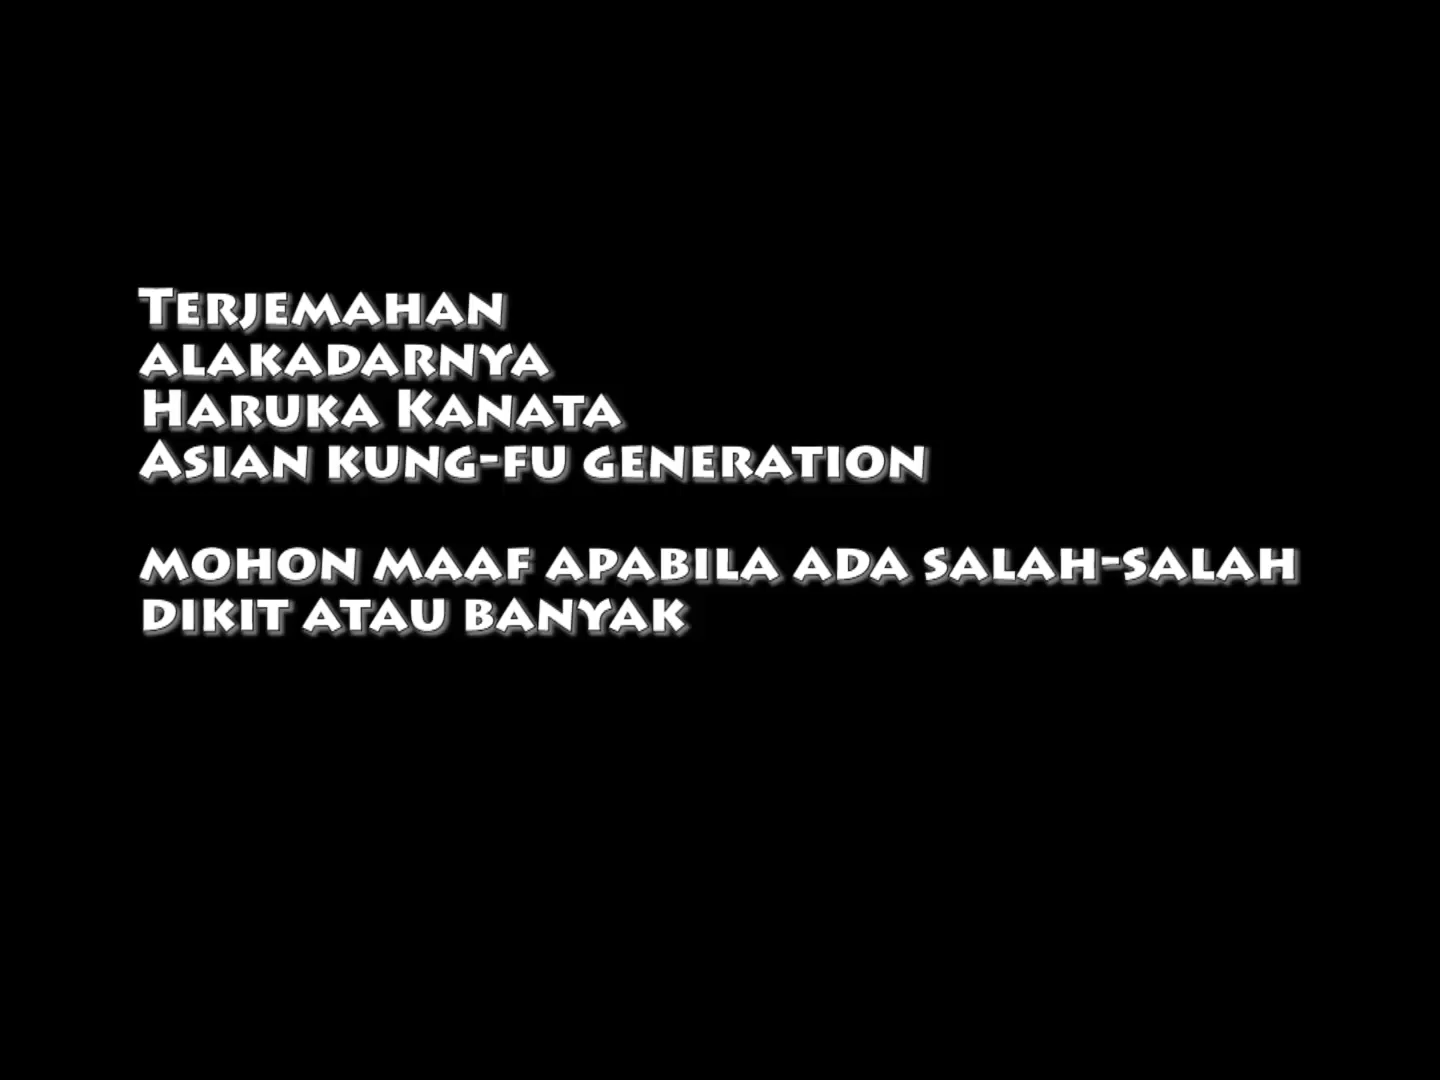 Terjemahan
alakadarnya
Haruka Kanata
Asian kung-fu generation
mohon maaf apabila ada salah-salah
dikit atau banyak